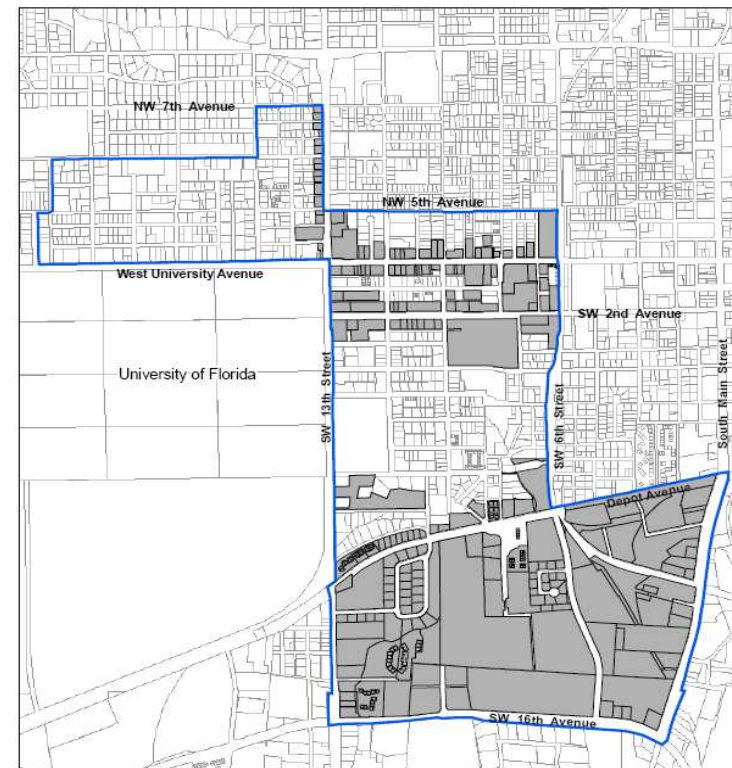 NW 7th Avenue
NW 5th Avenue
West University Avenue
SW 2nd Avenue
University of Florida
SW 13th Street
SW 6th Street
South Main Street
Depot Avenue
SW 16th Avenue